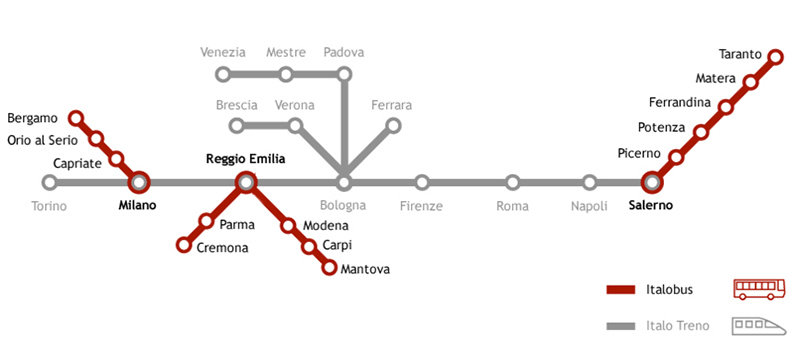 Venezia
Mestre
Padova
Taranto
Matera
Brescia
Verona
Ferrara
Ferrandina
Bergamo
Potenza
Orio al Serio
Capriate
Reggio Emilia
Picerno
Torino
Milano
Bologna
Firenze
Roma
Napoli
Salerno
Parma
Modena
Cremona
Carpi
Mantova
Italobus
Italo Treno